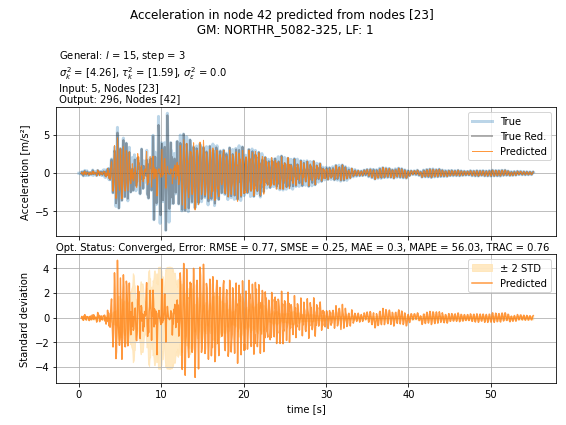 Acceleration in node 42 predicted from nodes [23]
GM: NORTHR_5082-325, LF: 1
General: l = 15, step = 3
σ²ₖ = [4.26], τ²ₖ = [1.59], σ²ε = 0.0
Input: 5, Nodes [23]
Output: 296, Nodes [42]
Acceleration [m/s²]
5
0
−5
True
True Red.
Predicted
Opt. Status: Converged, Error: RMSE = 0.77, SMSE = 0.25, MAE = 0.3, MAPE = 56.03, TRAC = 0.76
Standard deviation
4
2
0
−2
−4
± 2 STD
Predicted
0 10 20 30 40 50
time [s]